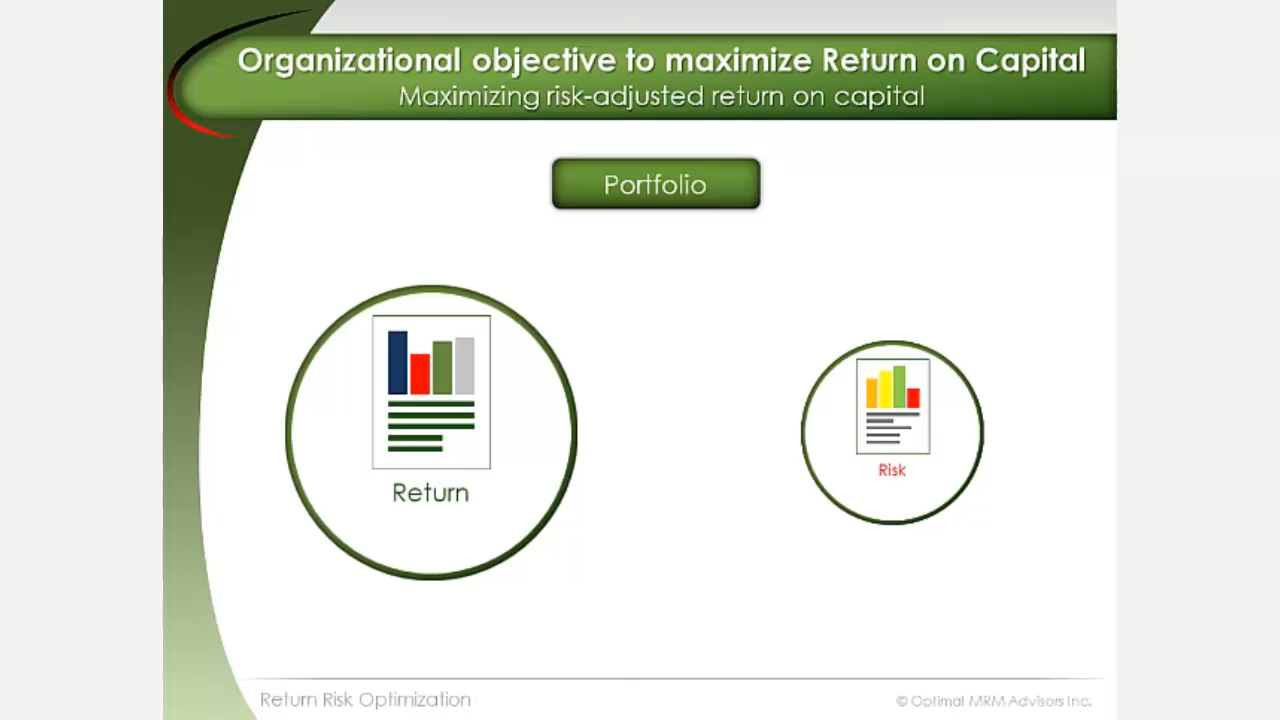 Organizational objective to maximize Return on Capital
Maximizing risk-adjusted return on capital
Portfolio
Return
Risk
Return Risk Optimization
© Optimal MRM Advisors Inc.